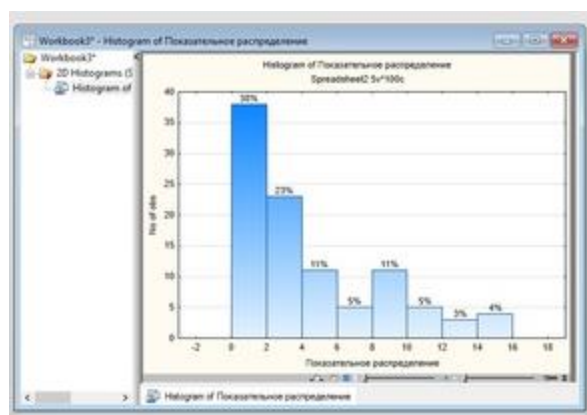 Workbook3* - Histogram of Показательное распределение
Workbook3*
2D Histograms (S
Histogram of
Histogram of Показательное распределение
Spreadsheet2 5v*100c
No of obs
40
35
30
25
20
15
10
5
0
38%
23%
11%
5%
11%
5%
3%
4%
-2 0 2 4 6 8 10 12 14 16 18
Показательное распределение
Histogram of Показательное распределение